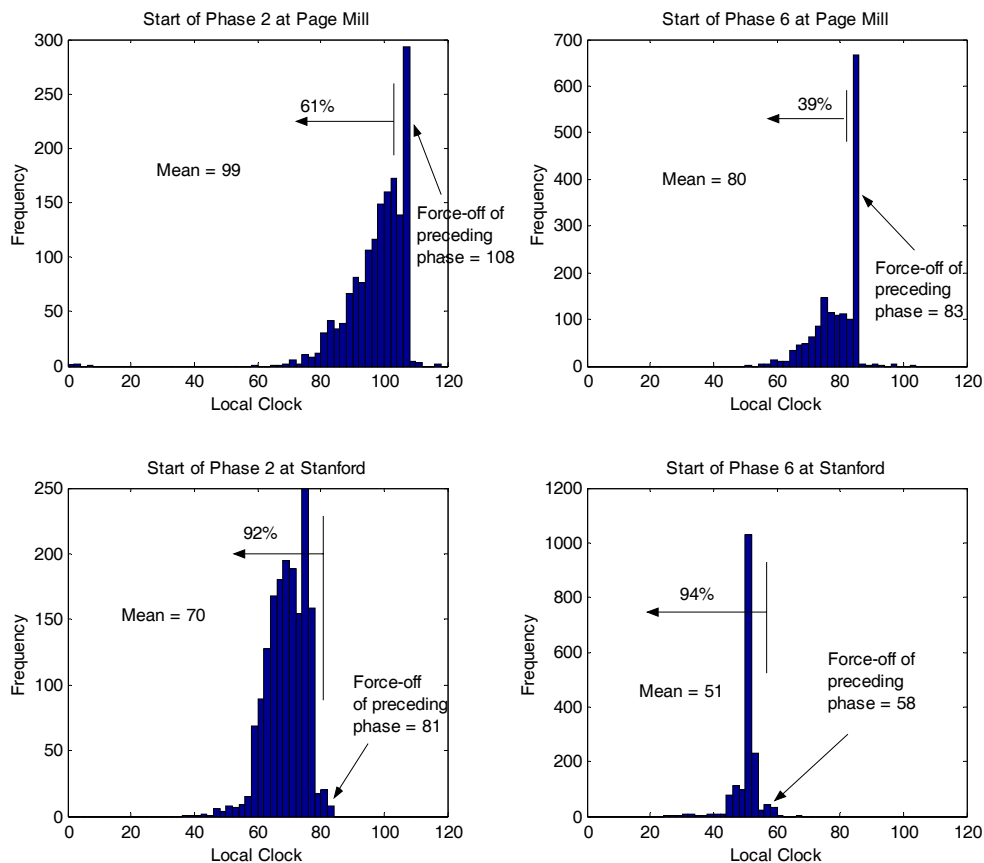 Start of Phase 2 at Page Mill
300
250
200
150
100
50
0
Frequency
61%
Mean = 99
Force-off of
preceding
phase = 108
0 20 40 60 80 100 120
Local Clock
Start of Phase 6 at Page Mill
700
600
500
400
300
200
100
0
Frequency
39%
Mean = 80
Force-off of
preceding
phase = 83
0 20 40 60 80 100 120
Local Clock
Start of Phase 2 at Stanford
250
200
150
100
50
0
Frequency
92%
Mean = 70
Force-off
of preceding
phase = 81
0 20 40 60 80 100 120
Local Clock
Start of Phase 6 at Stanford
1200
1000
800
600
400
200
0
Frequency
94%
Mean = 51
Force-off of
preceding
phase = 58
0 20 40 60 80 100 120
Local Clock